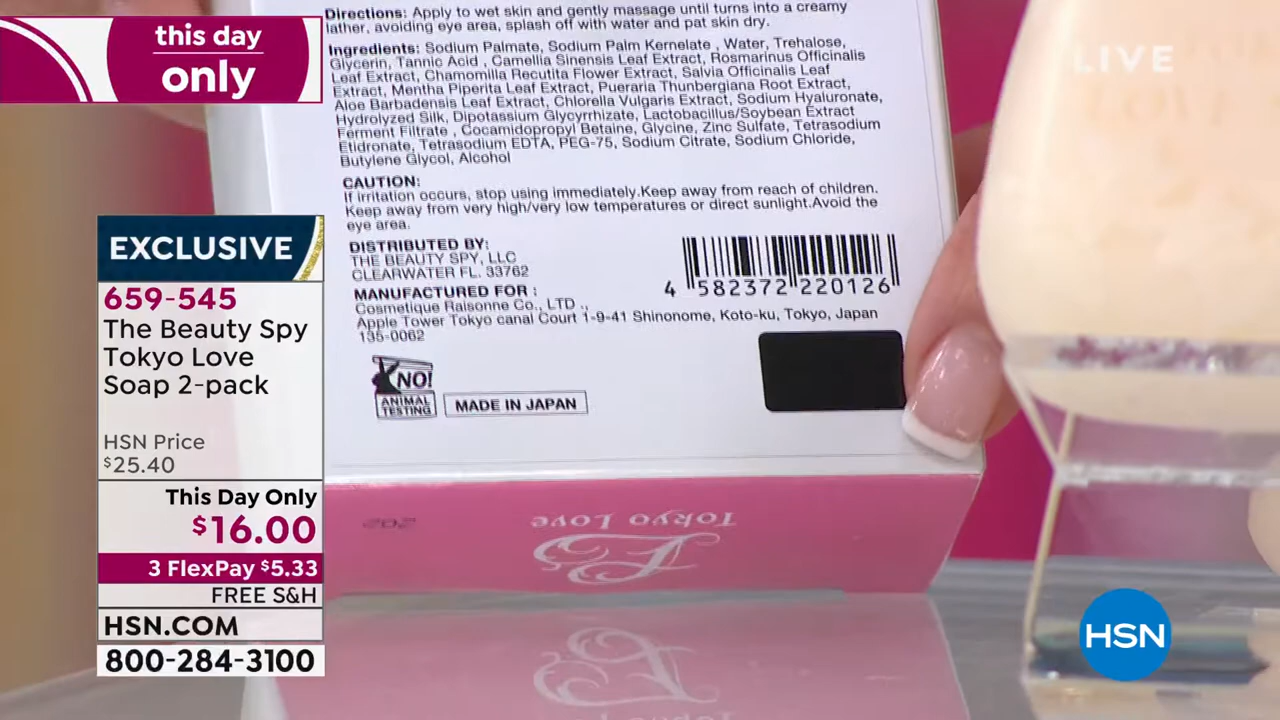 this day
only
LIVE
Directions: Apply to wet skin and gently massage until turns into a creamy
lather, avoiding eye area, splash off with water and pat skin dry.
Ingredients: Sodium Palmate, Sodium Palm Kernelate , Water, Trehalose,
Glycerin, Tannic Acid , Camellia Sinensis Leaf Extract, Rosmarinus Officinalis
Leaf Extract, Chamomilla Recutita Flower Extract, Salvia Officinalis Leaf
Extract, Mentha Piperita Leaf Extract, Pueraria Thunbergiana Root Extract,
Aloe Barbadensis Leaf Extract, Chlorella Vulgaris Extract, Sodium Hyaluronate,
Hydrolyzed Silk, Dipotassium Glycyrrhizate, Lactobacillus/Soybean Extract
Ferment Filtrate , Cocamidopropyl Betaine, Glycine, Zinc Sulfate, Tetrasodium
Etidronate, Tetrasodium EDTA, PEG-75, Sodium Citrate, Sodium Chloride,
Butylene Glycol, Alcohol
CAUTION:
If irritation occurs, stop using immediately.Keep away from reach of children.
Keep away from very high/very low temperatures or direct sunlight.Avoid the
eye area.
DISTRIBUTED BY:
THE BEAUTY SPY, LLC
CLEARWATER FL. 33762
MANUFACTURED FOR :
Cosmetique Raisonne Co., LTD .,
Apple Tower Tokyo canal Court 1-9-41 Shinonome, Koto-ku, Tokyo, Japan
135-0062
4 582372 220126
NO!
ANIMAL
TESTING
MADE IN JAPAN
Tokyo Love
EXCLUSIVE
659-545
The Beauty Spy
Tokyo Love
Soap 2-pack
HSN Price
$25.40
This Day Only
$16.00
3 FlexPay $5.33
FREE S&H
HSN.COM
800-284-3100
HSN